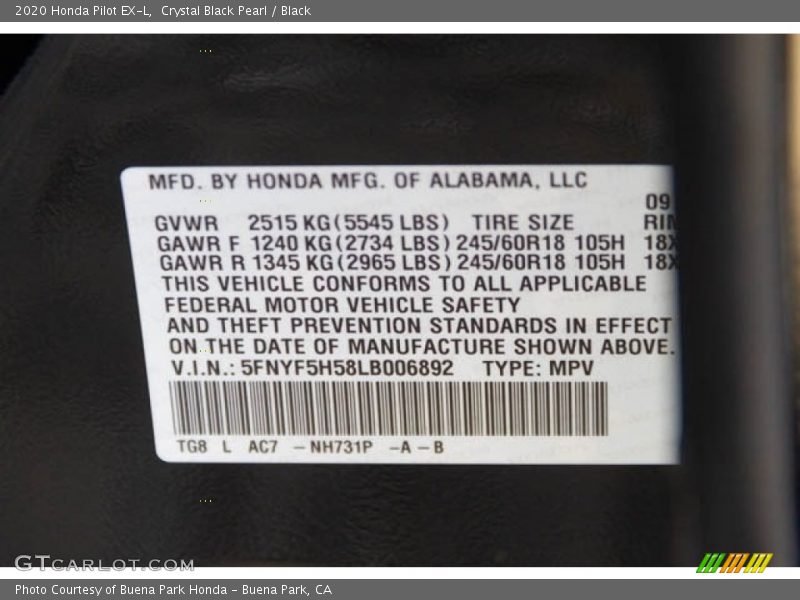 2020 Honda Pilot EX-L, Crystal Black Pearl / Black
MFD. BY HONDA MFG. OF ALABAMA, LLC
09
GVWR 2515 KG(5545 LBS) TIRE SIZE
GAWR F 1240 KG(2734 LBS) 245/60R18 105H 18X
GAWR R 1345 KG(2965 LBS) 245/60R18 105H 18X
THIS VEHICLE CONFORMS TO ALL APPLICABLE
FEDERAL MOTOR VEHICLE SAFETY
AND THEFT PREVENTION STANDARDS IN EFFECT
ON THE DATE OF MANUFACTURE SHOWN ABOVE.
V.I.N.: 5FNYF5H58LB006892 TYPE: MPV
TG8 L AC7 - NH731P -A - B
GTCARLOT.COM
Photo Courtesy of Buena Park Honda - Buena Park, CA